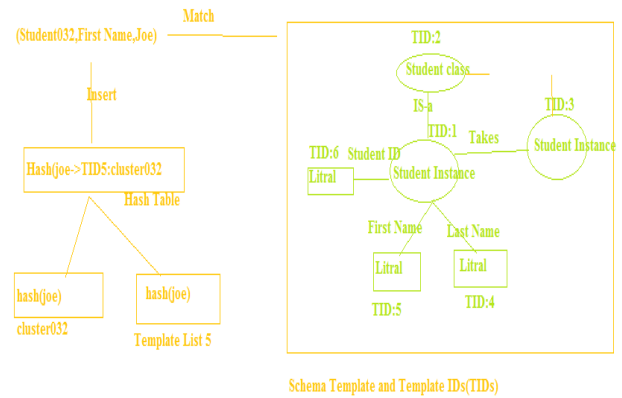 Match
(Student032,First Name,Joe)
Insert
Hash(joe->TID5:cluster032
Hash Table
hash(joe)
cluster032
hash(joe)
Template List 5
TID:2
Student class
IS-a
TID:3
Student Instance
TID:1
Takes
Student Instance
TID:6
Student ID
Litral
First Name
Last Name
Litral
TID:5
Litral
TID:4
Schema Template and Template IDs(TIDs)